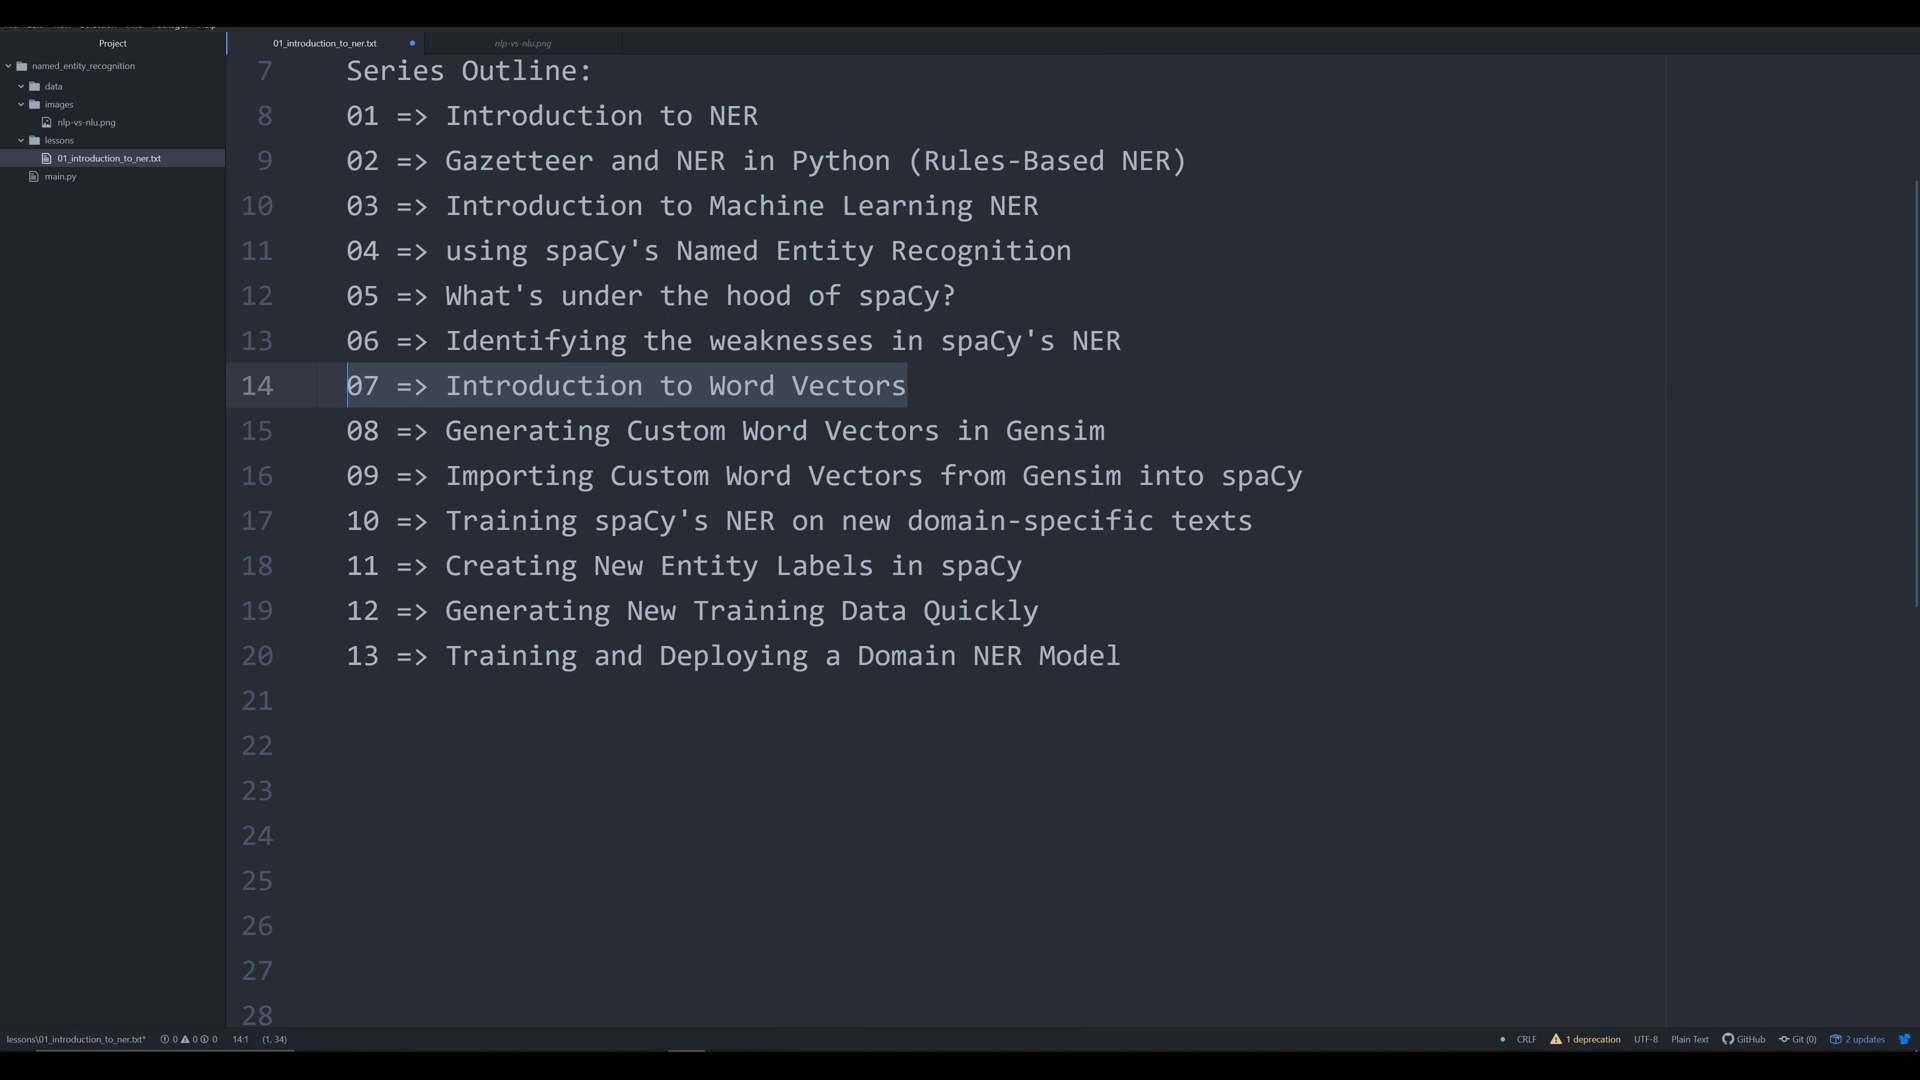 Project
01_introduction_to_ner.txt
nlp-vs-nlu.png
named_entity_recognition
data
images
nlp-vs-nlu.png
lessons
01_introduction_to_ner.txt
main.py
7 Series Outline:
8 01 => Introduction to NER
9 02 => Gazetteer and NER in Python (Rules-Based NER)
10 03 => Introduction to Machine Learning NER
11 04 => using spaCy's Named Entity Recognition
12 05 => What's under the hood of spaCy?
13 06 => Identifying the weaknesses in spaCy's NER
14 07 => Introduction to Word Vectors
15 08 => Generating Custom Word Vectors in Gensim
16 09 => Importing Custom Word Vectors from Gensim into spaCy
17 10 => Training spaCy's NER on new domain-specific texts
18 11 => Creating New Entity Labels in spaCy
19 12 => Generating New Training Data Quickly
20 13 => Training and Deploying a Domain NER Model
21
22
23
24
25
26
27
28
lessons\01_introduction_to_ner.txt* 0 0 0 14:1 (1, 34) CRLF 1 deprecation UTF-8 Plain Text GitHub Git (0) 2 updates